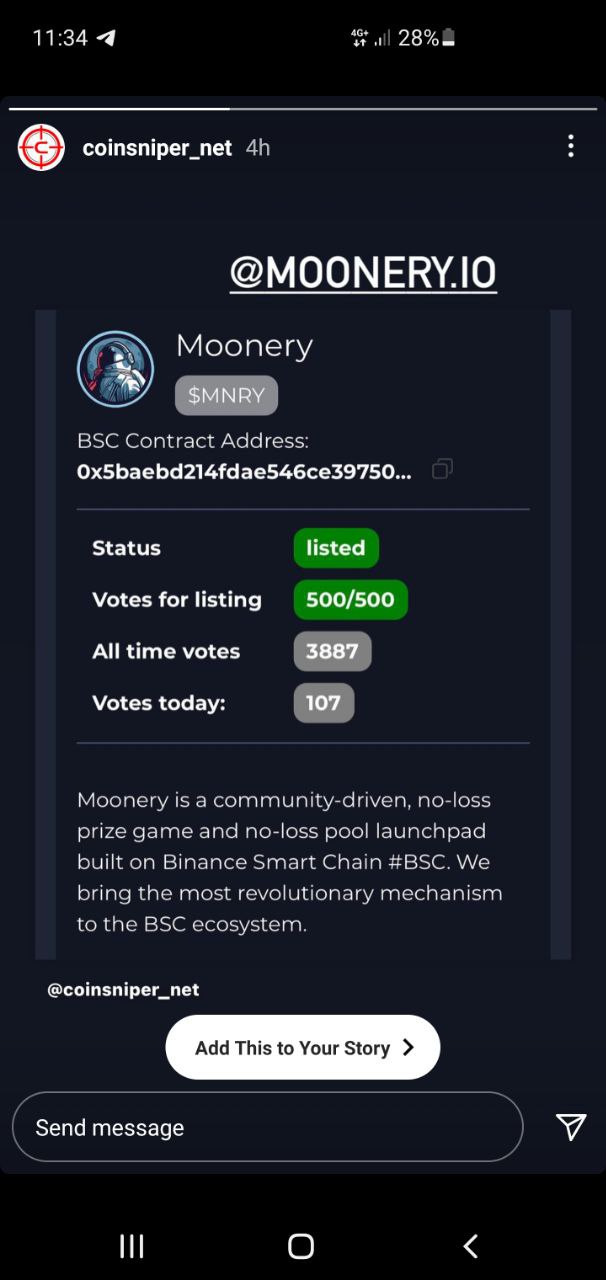 11:34
4G+ 28%
coinsniper_net 4h
@MOONERY.IO
Moonery
$MNRY
BSC Contract Address:
0x5baebd214fdae546ce39750...
Status listed
Votes for listing 500/500
All time votes 3887
Votes today: 107
Moonery is a community-driven, no-loss
prize game and no-loss pool launchpad
built on Binance Smart Chain #BSC. We
bring the most revolutionary mechanism
to the BSC ecosystem.
@coinsniper_net
Add This to Your Story
Send message